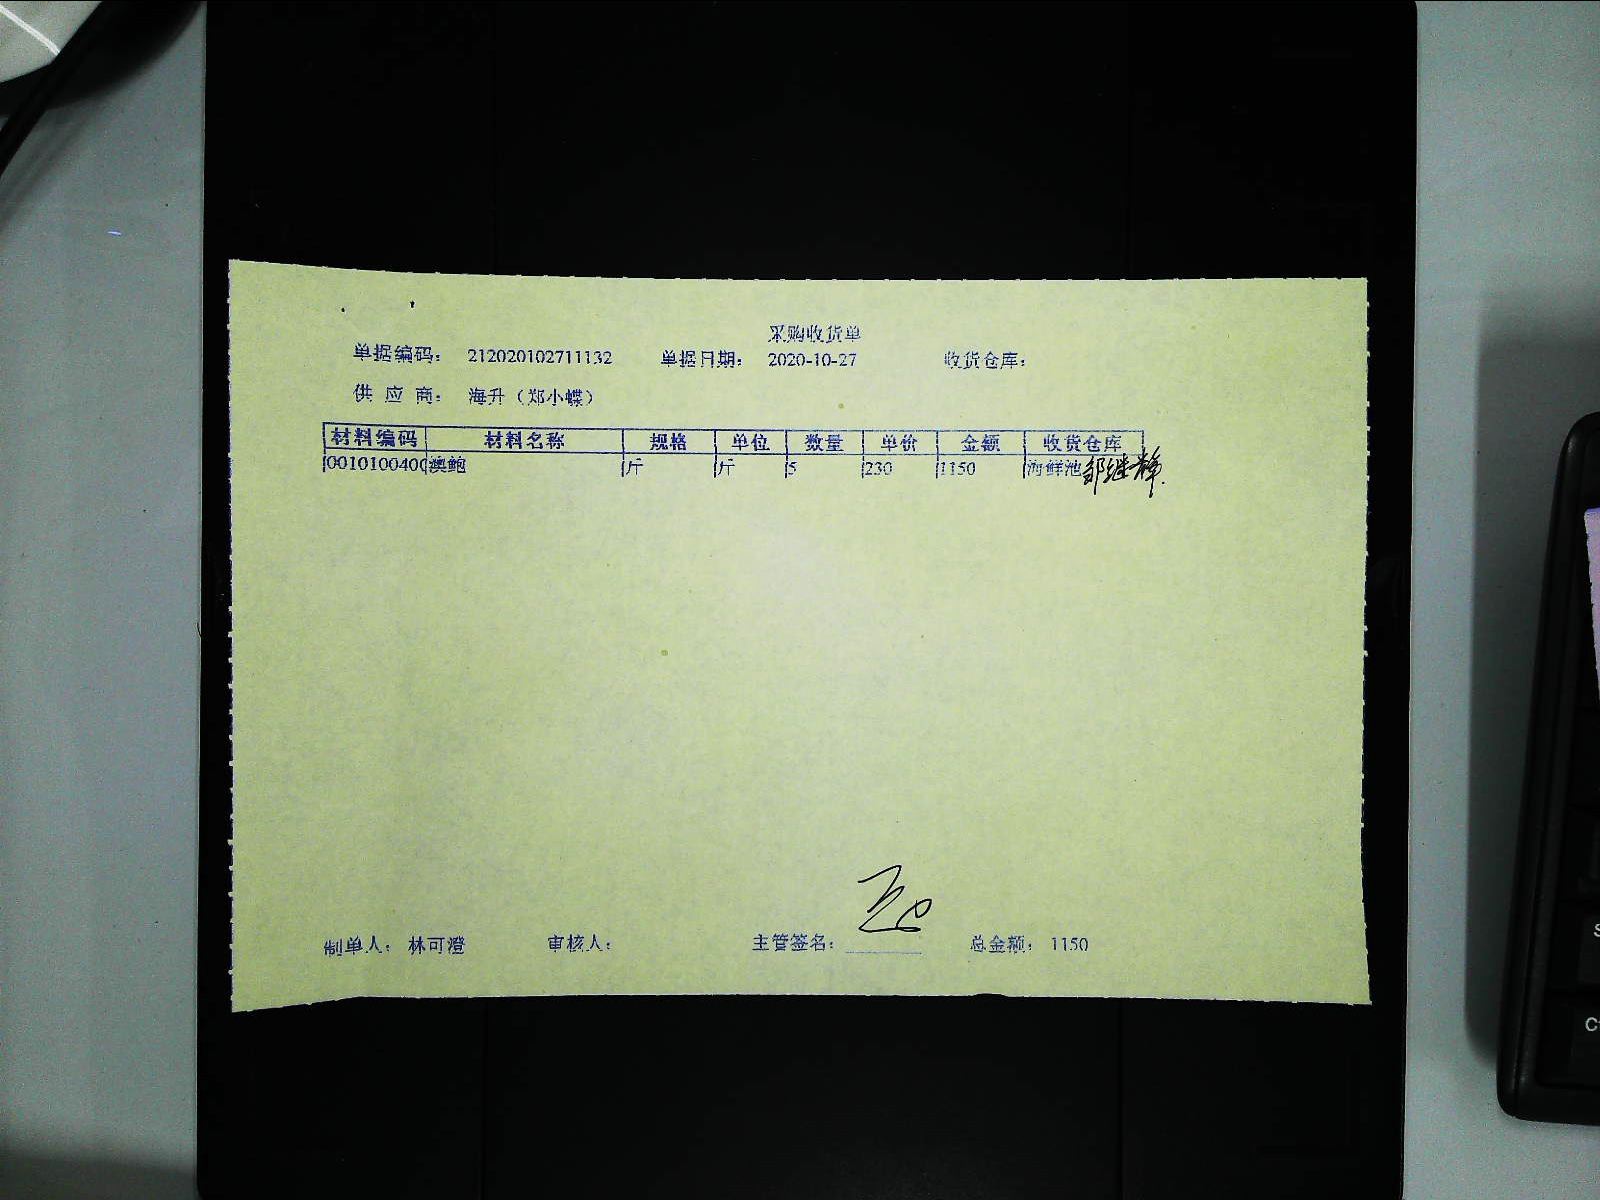 采购收货单
单据编码： 212020102711132 单据日期： 2020-10-27 收货仓库：
供 应 商： 海升（郑小蝶）
材料编码 材料名称 规格 单位 数量 单价 金额 收货仓库
001010040 澳鲍 斤 斤 5 230 1150 海鲜池
制单人： 林可澄 审核人： 主管签名： 总金额： 1150